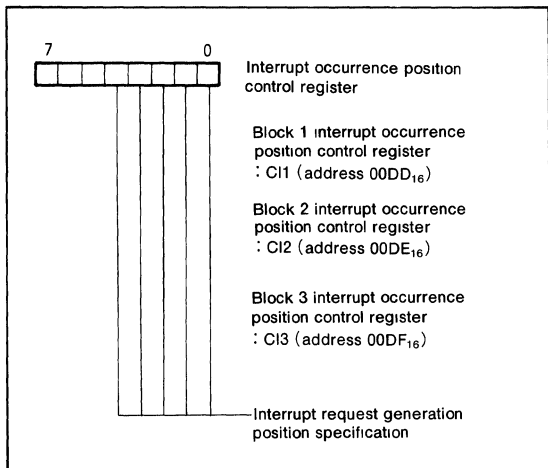 7 0
Interrupt occurrence position
control register
Block 1 interrupt occurrence
position control register
: CI1 (address 00DD₁₆)
Block 2 interrupt occurrence
position control register
: CI2 (address 00DE₁₆)
Block 3 interrupt occurrence
position control register
: CI3 (address 00DF₁₆)
Interrupt request generation
position specification